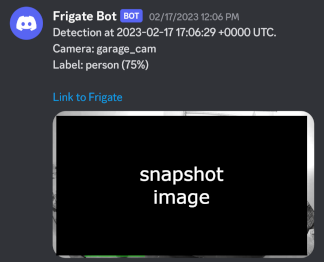 Frigate Bot BOT 02/17/2023 12:06 PM
Detection at 2023-02-17 17:06:29 +0000 UTC.
Camera: garage_cam
Label: person (75%)
Link to Frigate
snapshot
image